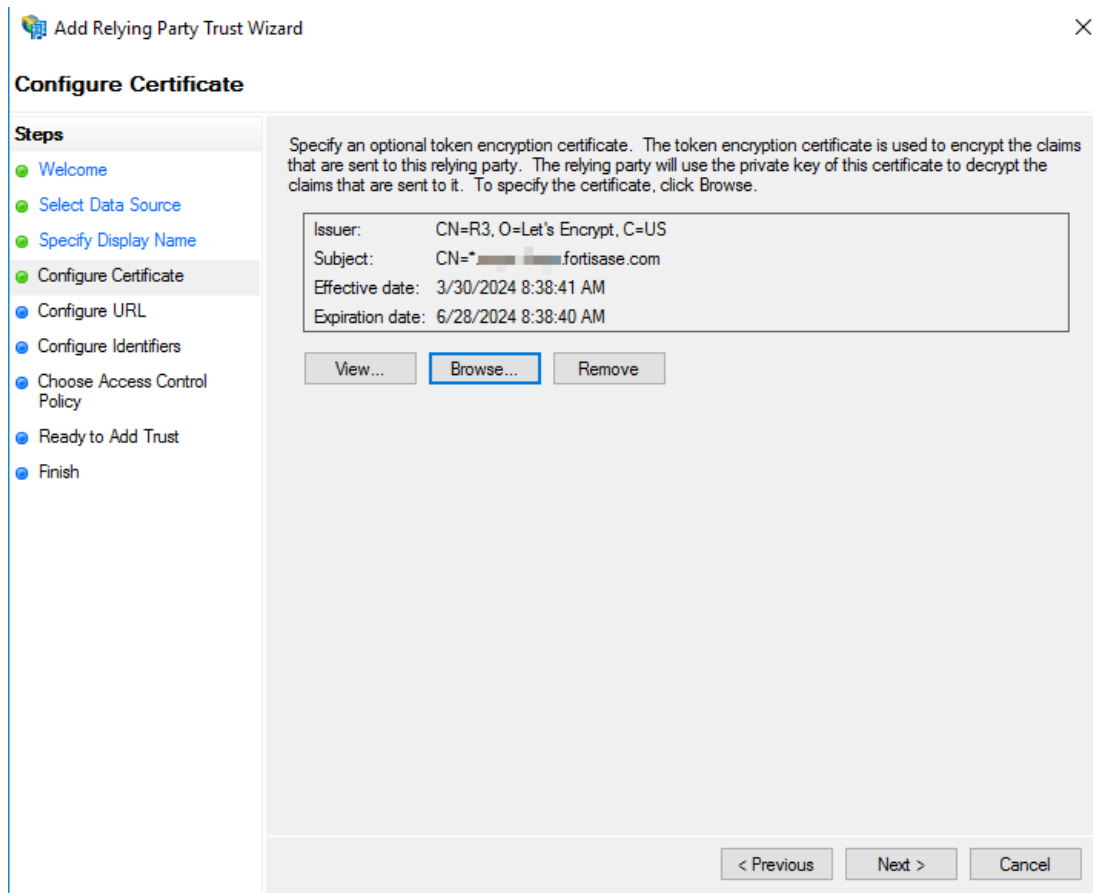 Add Relying Party Trust Wizard
Configure Certificate
Steps
Welcome
Select Data Source
Specify Display Name
Configure Certificate
Configure URL
Configure Identifiers
Choose Access Control
Policy
Ready to Add Trust
Finish
Specify an optional token encryption certificate.  The token encryption certificate is used to encrypt the claims
that are sent to this relying party.  The relying party will use the private key of this certificate to decrypt the
claims that are sent to it.  To specify the certificate, click Browse.
Issuer: CN=R3, O=Let's Encrypt, C=US
Subject: CN=*. .fortisase.com
Effective date: 3/30/2024 8:38:41 AM
Expiration date: 6/28/2024 8:38:40 AM
View... Browse... Remove
< Previous Next > Cancel